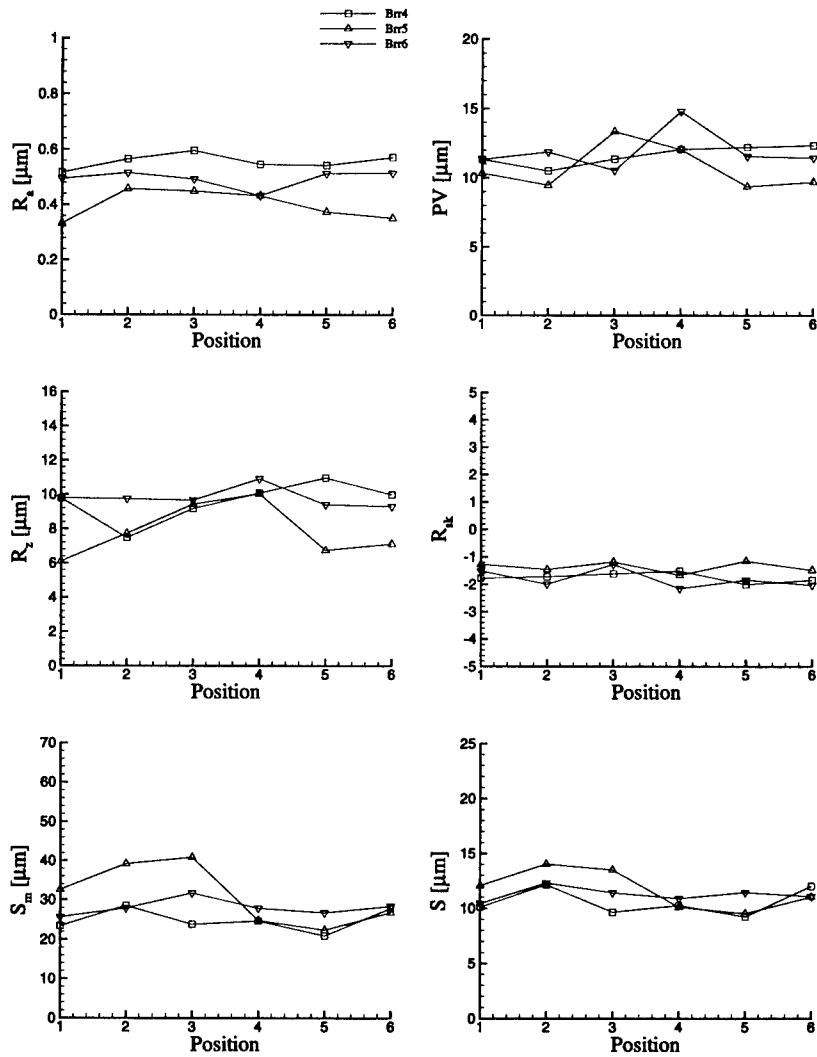 Brr4
Brr5
Brr6
1
0.8
0.6
0.4
0.2
0
Ra [μm]
1 2 3 4 5 6
Position
20
15
10
5
0
PV [μm]
1 2 3 4 5 6
Position
16
14
12
10
8
6
4
2
0
Rz [μm]
1 2 3 4 5 6
Position
5
4
3
2
1
0
-1
-2
-3
-4
-5
Rsk
1 2 3 4 5 6
Position
70
60
50
40
30
20
10
0
Sm [μm]
1 2 3 4 5 6
Position
25
20
15
10
5
0
S [μm]
1 2 3 4 5 6
Position